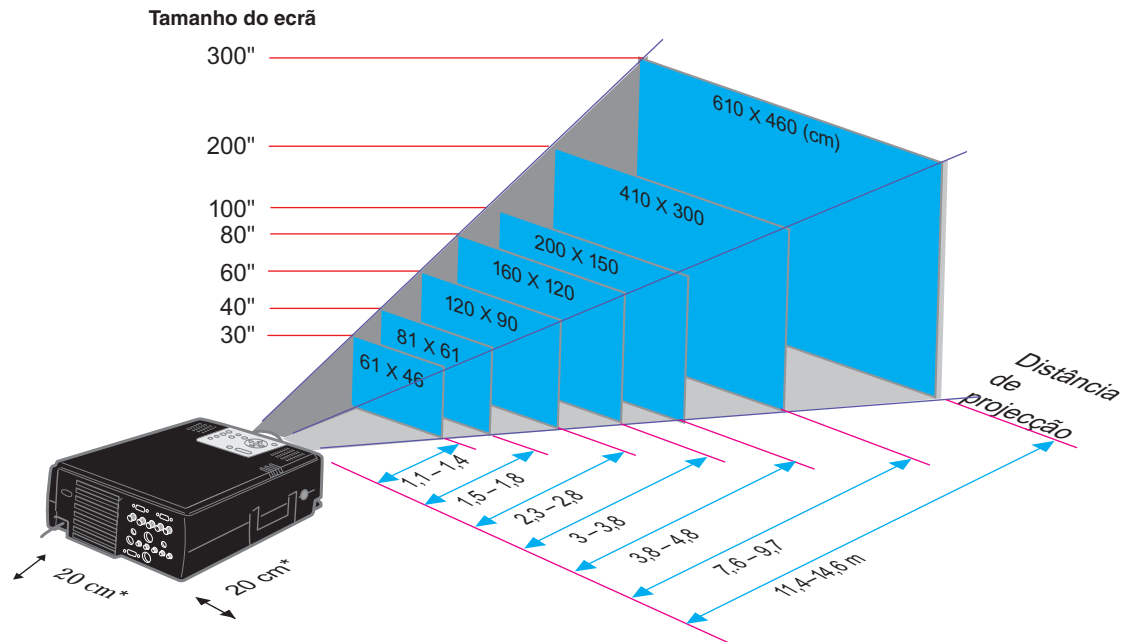 Tamanho do ecrã
300"
200"
100"
80"
60"
40"
30"
610 X 460 (cm)
410 X 300
200 X 150
160 X 120
120 X 90
81 X 61
61 X 46
Distância
de
projecção
1,1–1,4
1,5–1,8
2,3–2,8
3–3,8
3,8–4,8
7,6–9,7
11,4–14,6 m
20 cm*
20 cm*